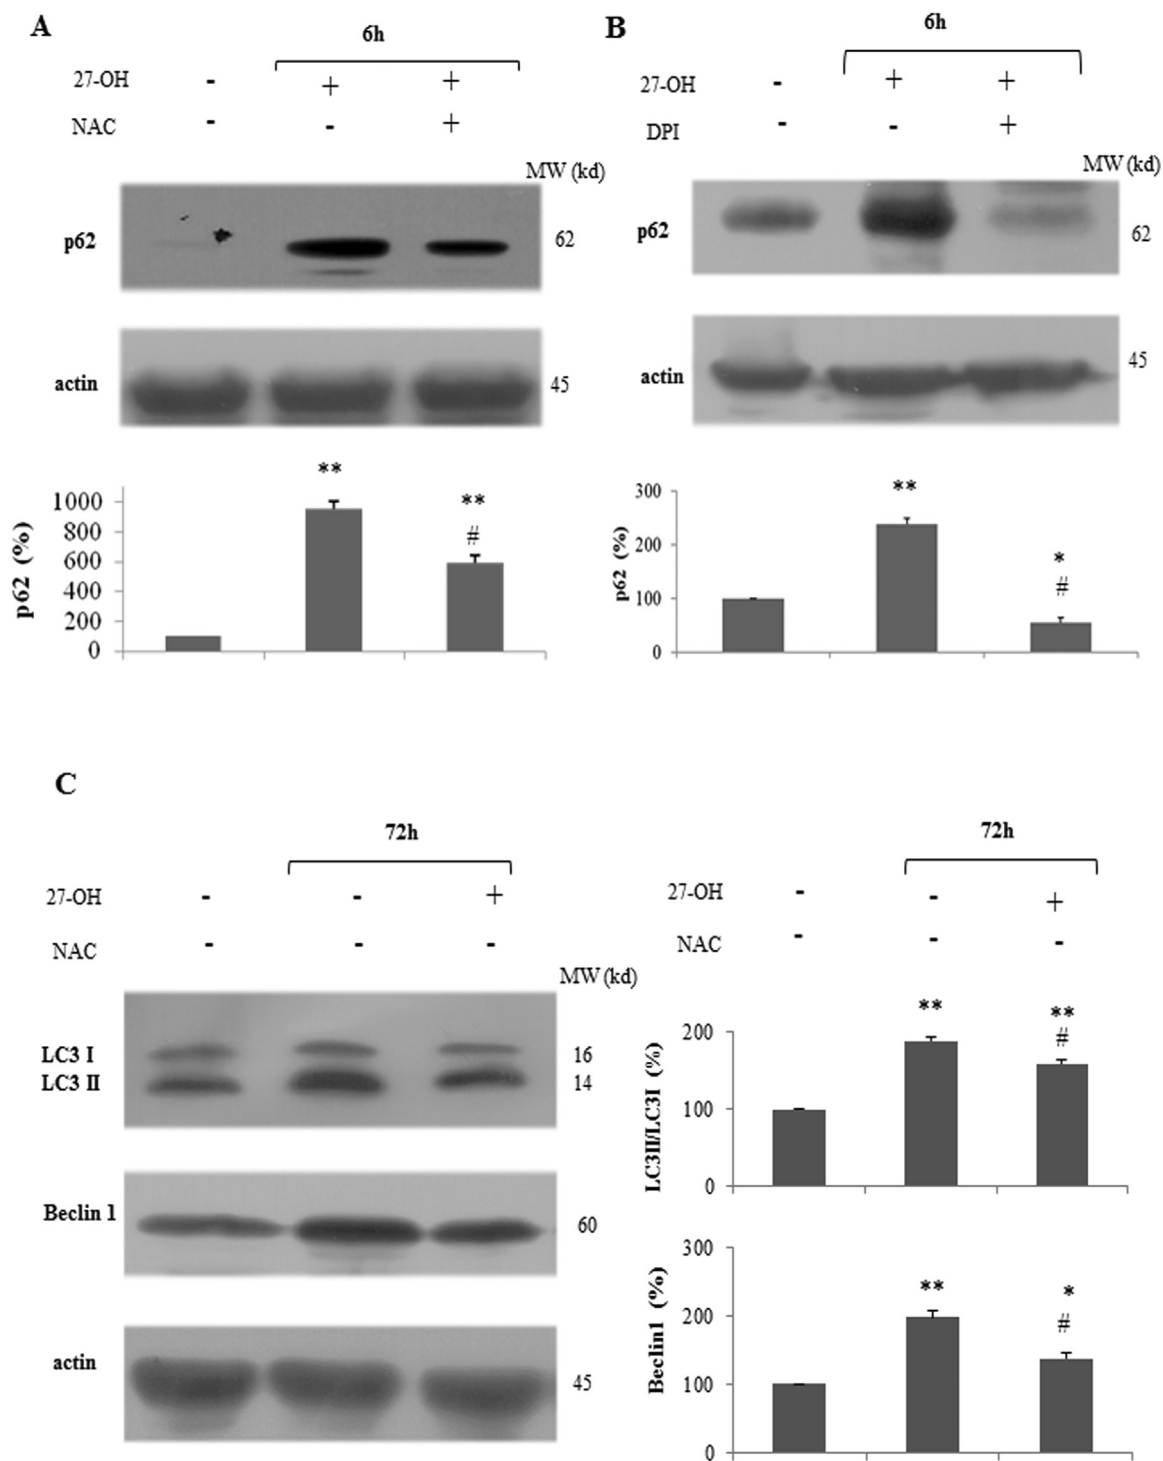 A
6h
27-OH - + +
NAC - - +
MW (kd)
p62 62
actin 45
** ** #
p62 (%)
1000
800
600
400
200
0
B
6h
27-OH - + +
DPI - - +
MW (kd)
p62 62
actin 45
** * #
p62 (%)
300
200
100
0
C
72h
27-OH - - +
NAC - - -
MW (kd)
LC3 I 16
LC3 II 14
Beclin 1 60
actin 45
72h
27-OH - - +
NAC - - -
** ** #
LC3II/LC3I (%)
200
100
0
** * #
Beclin1 (%)
300
200
100
0